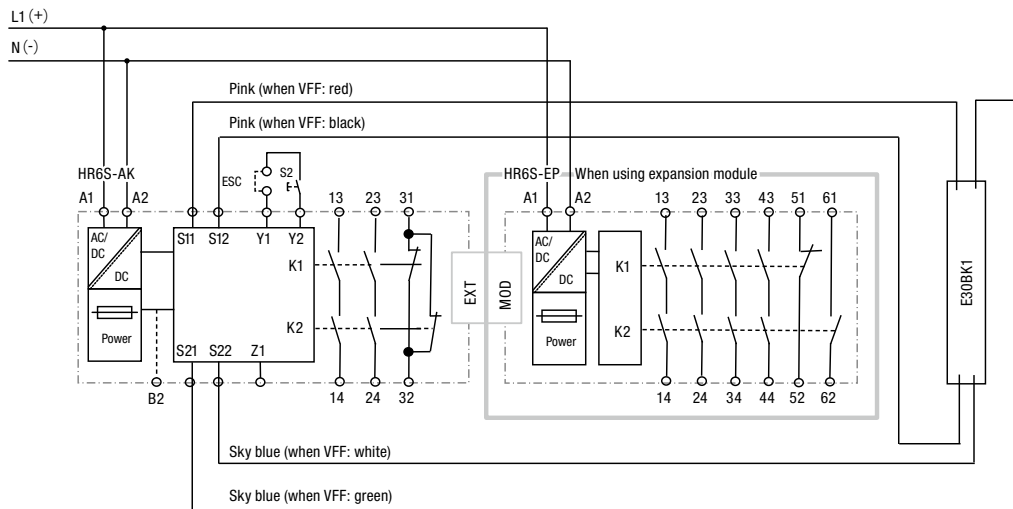 L1 (+)
N (-)
Pink (when VFF: red)
Pink (when VFF: black)
HR6S-AK
ESC
S2
HR6S-EP
When using expansion module
A1 A2
13 23 31
A1 A2
13 23 33 43 51 61
AC/
DC
DC
S11 S12 Y1 Y2
K1
K2
Power
S21 S22 Z1
EXT
MOD
AC/
DC
DC
K1
K2
Power
E30BK1
B2
14 24 32
14 24 34 44 52 62
Sky blue (when VFF: white)
Sky blue (when VFF: green)